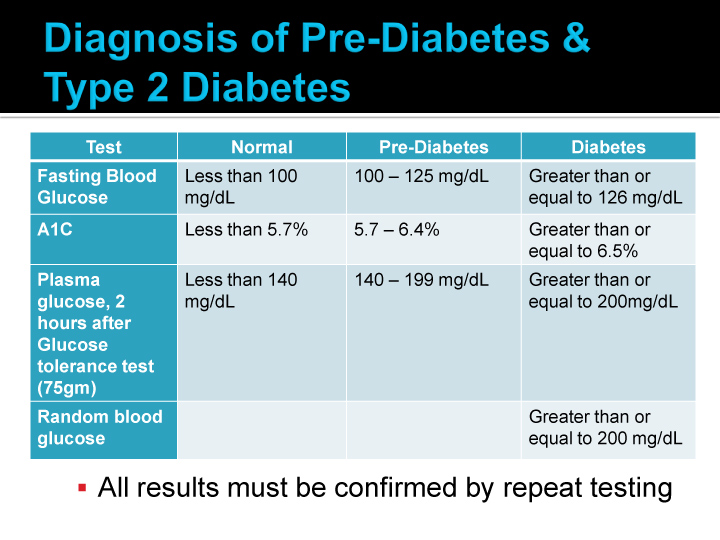 Diagnosis of Pre-Diabetes &
Type 2 Diabetes
Test Normal Pre-Diabetes Diabetes
Fasting Blood Less than 100 100 – 125 mg/dL Greater than or
Glucose mg/dL equal to 126 mg/dL
A1C Less than 5.7% 5.7 – 6.4% Greater than or
equal to 6.5%
Plasma Less than 140 140 – 199 mg/dL Greater than or
glucose, 2 mg/dL equal to 200mg/dL
hours after
Glucose
tolerance test
(75gm)
Random blood Greater than or
glucose equal to 200 mg/dL
▪ All results must be confirmed by repeat testing